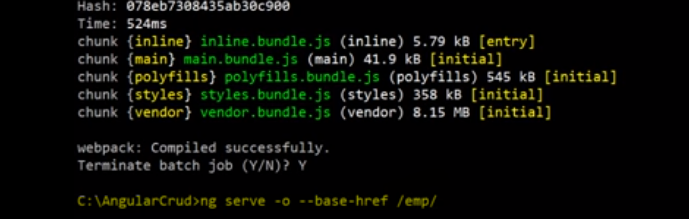 Hash: 078eb7308435ab30c900
Time: 524ms
chunk {inline} inline.bundle.js (inline) 5.79 kB [entry]
chunk {main} main.bundle.js (main) 41.9 kB [initial]
chunk {polyfills} polyfills.bundle.js (polyfills) 545 kB [initial]
chunk {styles} styles.bundle.js (styles) 358 kB [initial]
chunk {vendor} vendor.bundle.js (vendor) 8.15 MB [initial]
webpack: Compiled successfully.
Terminate batch job (Y/N)? Y
C:\AngularCrud>ng serve -o --base-href /emp/